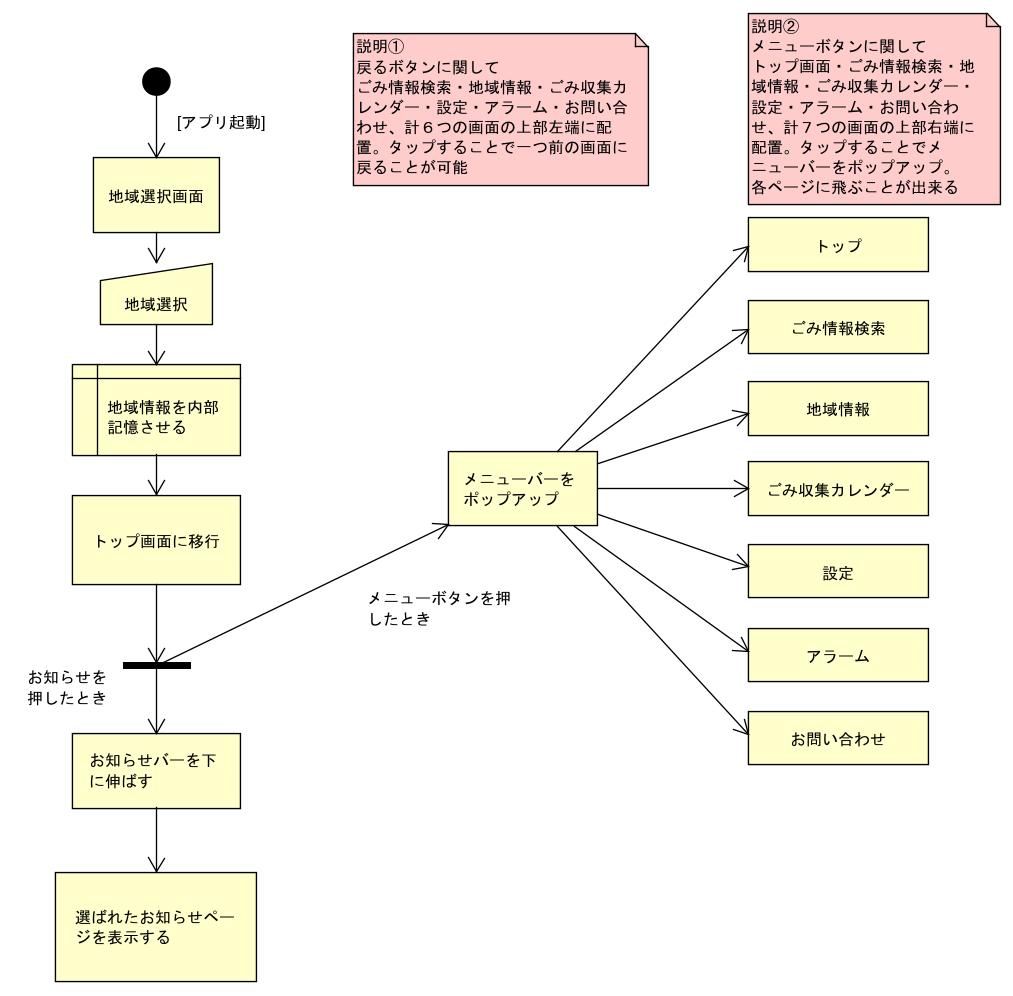 説明①
戻るボタンに関して
ごみ情報検索・地域情報・ごみ収集カ
レンダー・設定・アラーム・お問い合
わせ、計６つの画面の上部左端に配
置。タップすることで一つ前の画面に
戻ることが可能
説明②
メニューボタンに関して
トップ画面・ごみ情報検索・地
域情報・ごみ収集カレンダー・
設定・アラーム・お問い合わ
せ、計７つの画面の上部右端に
配置。タップすることでメ
ニューバーをポップアップ。
各ページに飛ぶことが出来る
[アプリ起動]
地域選択画面
地域選択
地域情報を内部
記憶させる
トップ画面に移行
お知らせを
押したとき
お知らせバーを下
に伸ばす
選ばれたお知らせペー
ジを表示する
メニューボタンを押
したとき
メニューバーを
ポップアップ
トップ
ごみ情報検索
地域情報
ごみ収集カレンダー
設定
アラーム
お問い合わせ